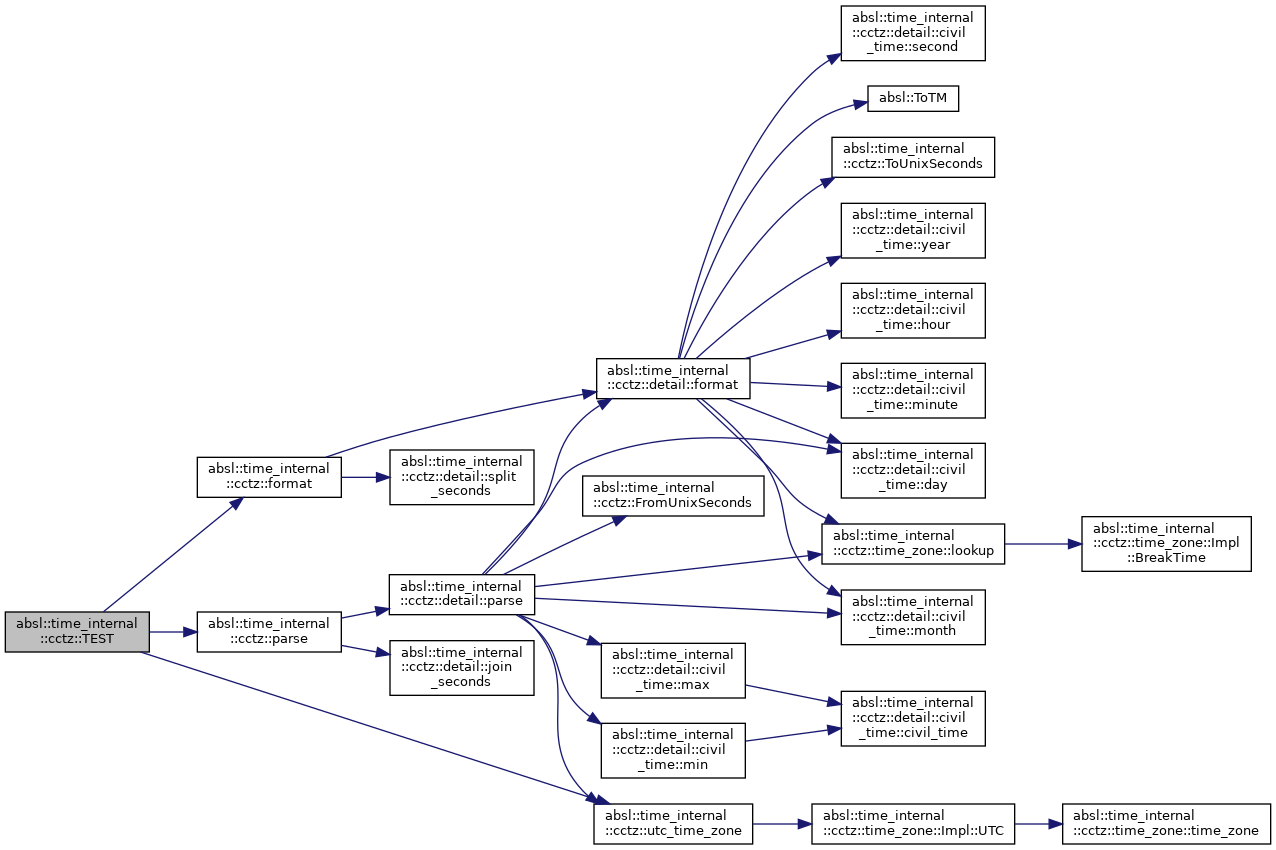 absl::time_internal
::cctz::TEST
absl::time_internal
::cctz::format
absl::time_internal
::cctz::parse
absl::time_internal
::cctz::detail::split
_seconds
absl::time_internal
::cctz::detail::parse
absl::time_internal
::cctz::detail::join
_seconds
absl::time_internal
::cctz::detail::format
absl::time_internal
::cctz::FromUnixSeconds
absl::time_internal
::cctz::detail::civil
_time::max
absl::time_internal
::cctz::detail::civil
_time::min
absl::time_internal
::cctz::utc_time_zone
absl::time_internal
::cctz::detail::civil
_time::second
absl::ToTM
absl::time_internal
::cctz::ToUnixSeconds
absl::time_internal
::cctz::detail::civil
_time::year
absl::time_internal
::cctz::detail::civil
_time::hour
absl::time_internal
::cctz::detail::civil
_time::minute
absl::time_internal
::cctz::detail::civil
_time::day
absl::time_internal
::cctz::time_zone::lookup
absl::time_internal
::cctz::detail::civil
_time::month
absl::time_internal
::cctz::detail::civil
_time::civil_time
absl::time_internal
::cctz::time_zone::Impl::UTC
absl::time_internal
::cctz::time_zone::Impl
::BreakTime
absl::time_internal
::cctz::time_zone::time_zone